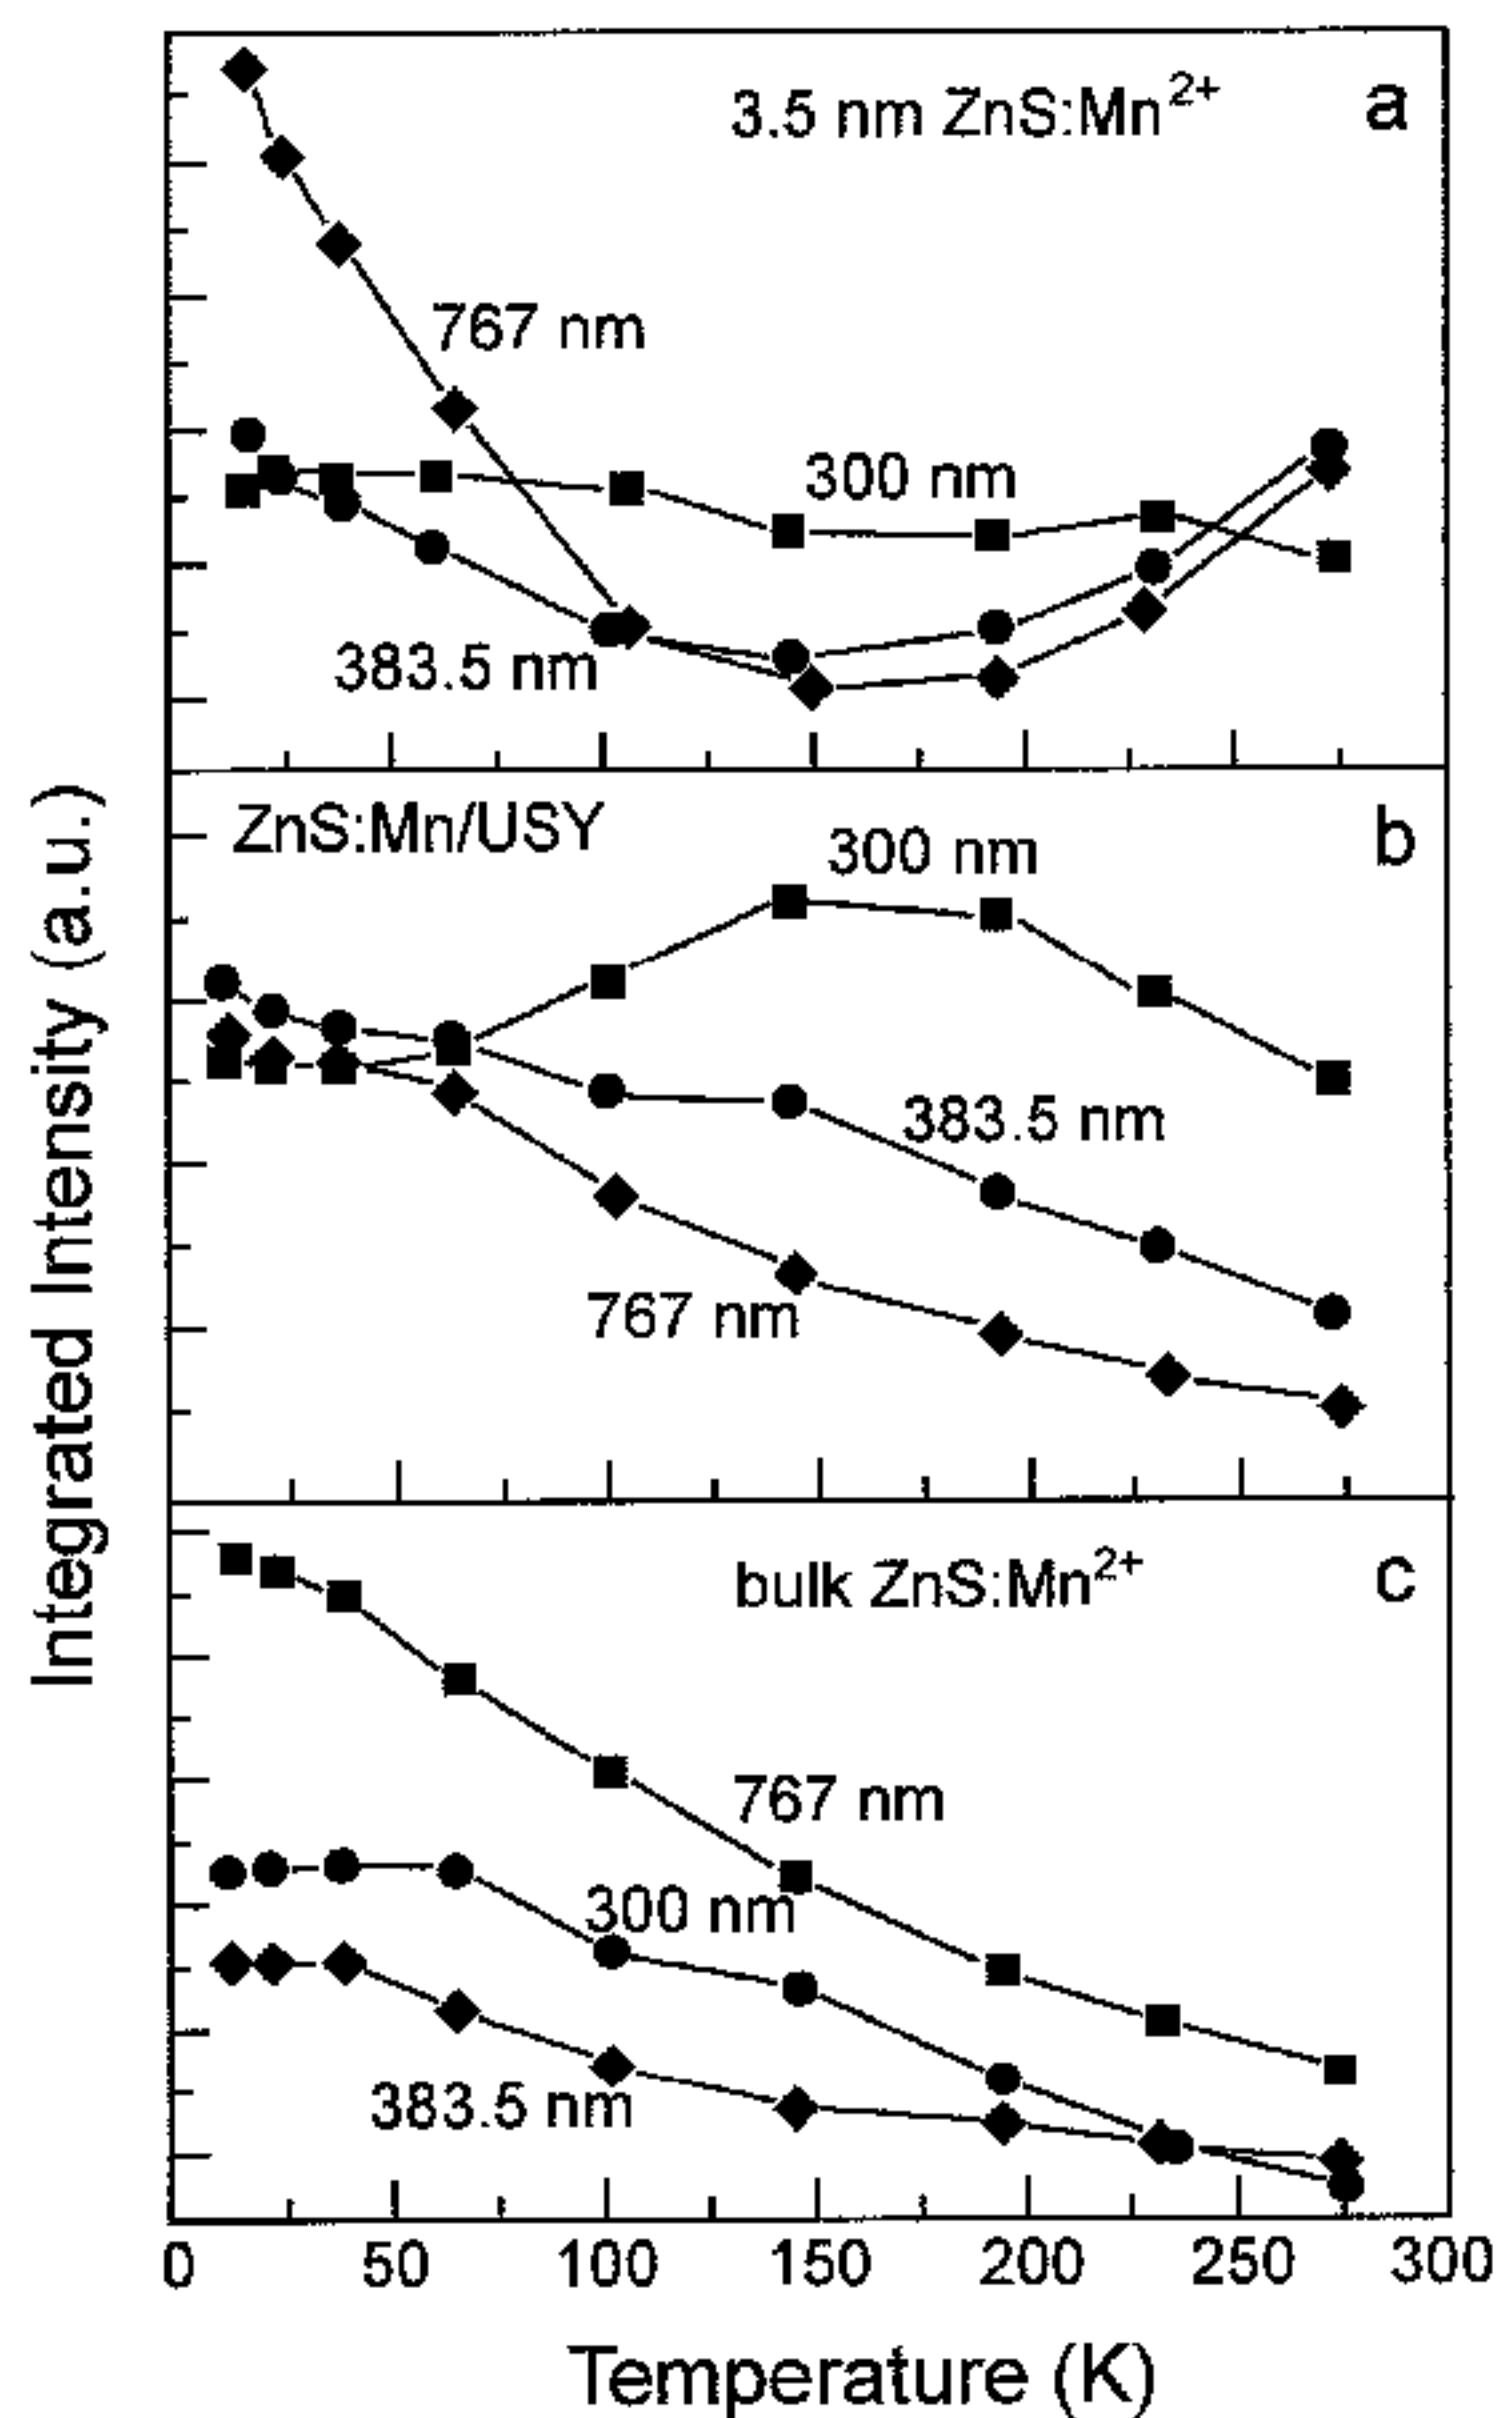 3.5 nm ZnS:Mn²⁺
a
767 nm
300 nm
383.5 nm
ZnS:Mn/USY
300 nm
b
383.5 nm
767 nm
bulk ZnS:Mn²⁺
c
767 nm
300 nm
383.5 nm
Integrated Intensity (a.u.)
0 50 100 150 200 250 300
Temperature (K)